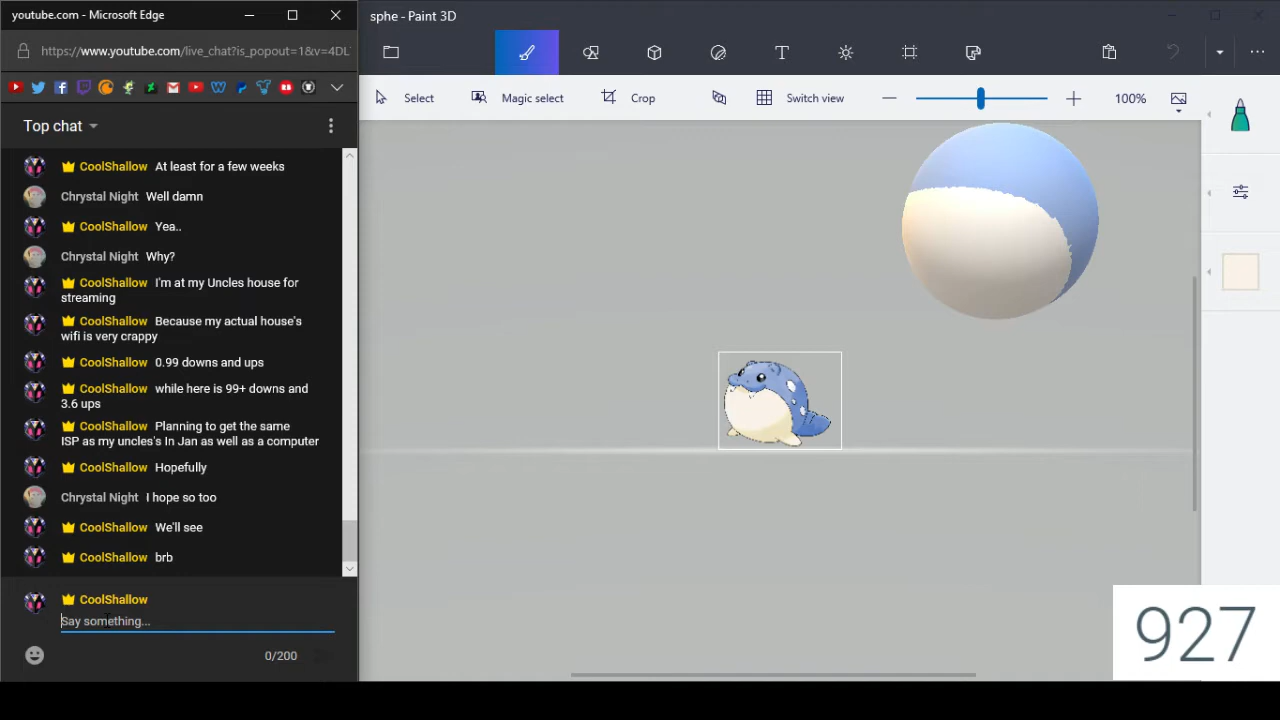 youtube.com - Microsoft Edge
https://www.youtube.com/live_chat?is_popout=1&v=4DL
Top chat
CoolShallow At least for a few weeks
Chrystal Night Well damn
CoolShallow Yea..
Chrystal Night Why?
CoolShallow I'm at my Uncles house for
streaming
CoolShallow Because my actual house's
wifi is very crappy
CoolShallow 0.99 downs and ups
CoolShallow while here is 99+ downs and
3.6 ups
CoolShallow Planning to get the same
ISP as my uncles's In Jan as well as a computer
CoolShallow Hopefully
Chrystal Night I hope so too
CoolShallow We'll see
CoolShallow brb
CoolShallow
Say something...
0/200
sphe - Paint 3D
Select Magic select Crop Switch view 100%
927